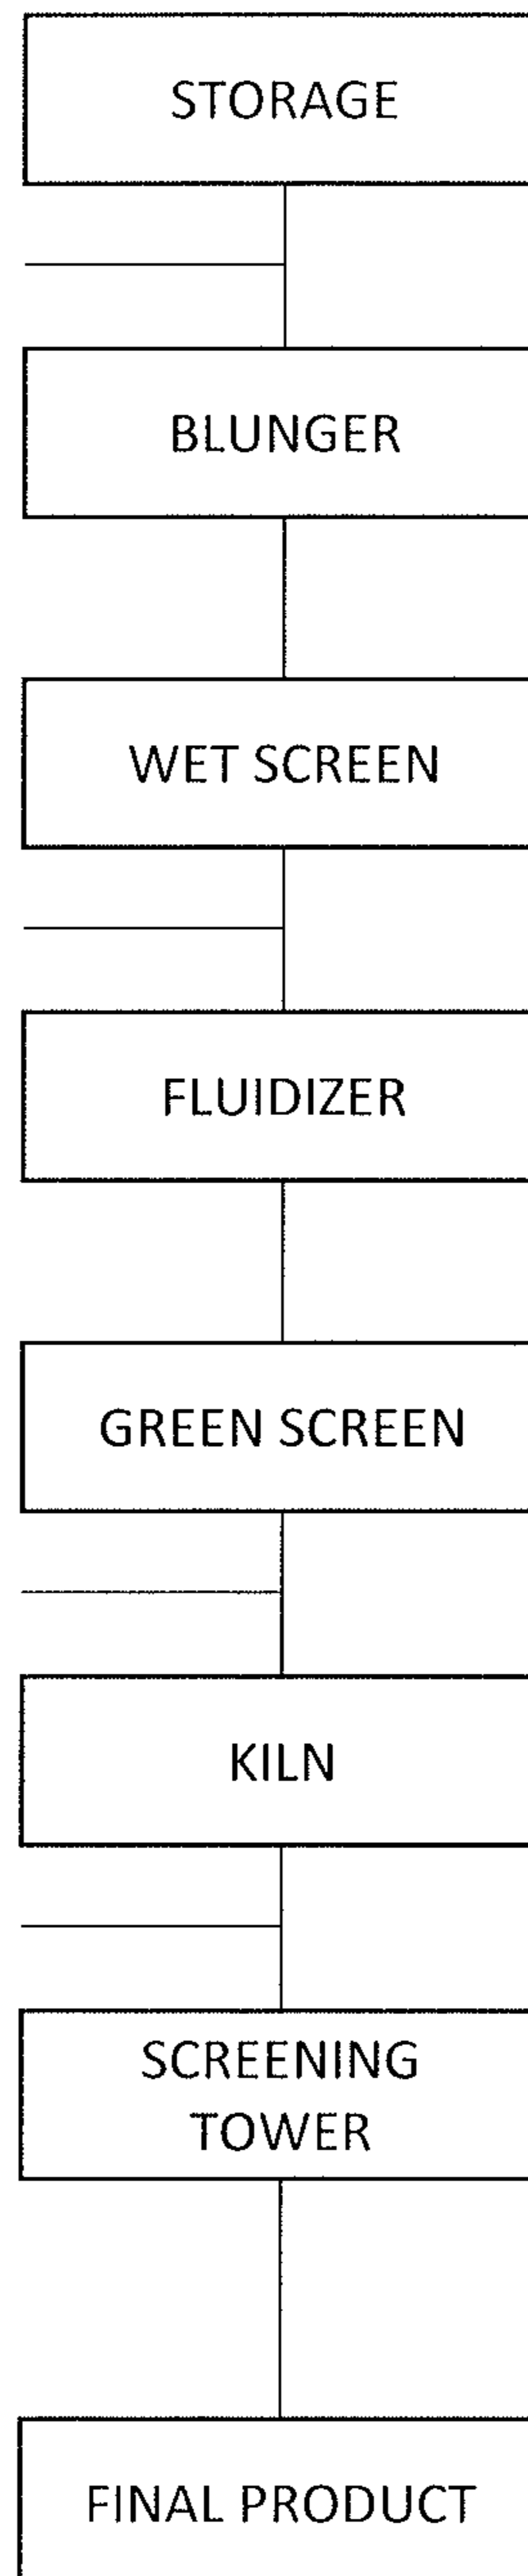 STORAGE
BLUNGER
WET SCREEN
FLUIDIZER
GREEN SCREEN
KILN
SCREENING
TOWER
FINAL PRODUCT